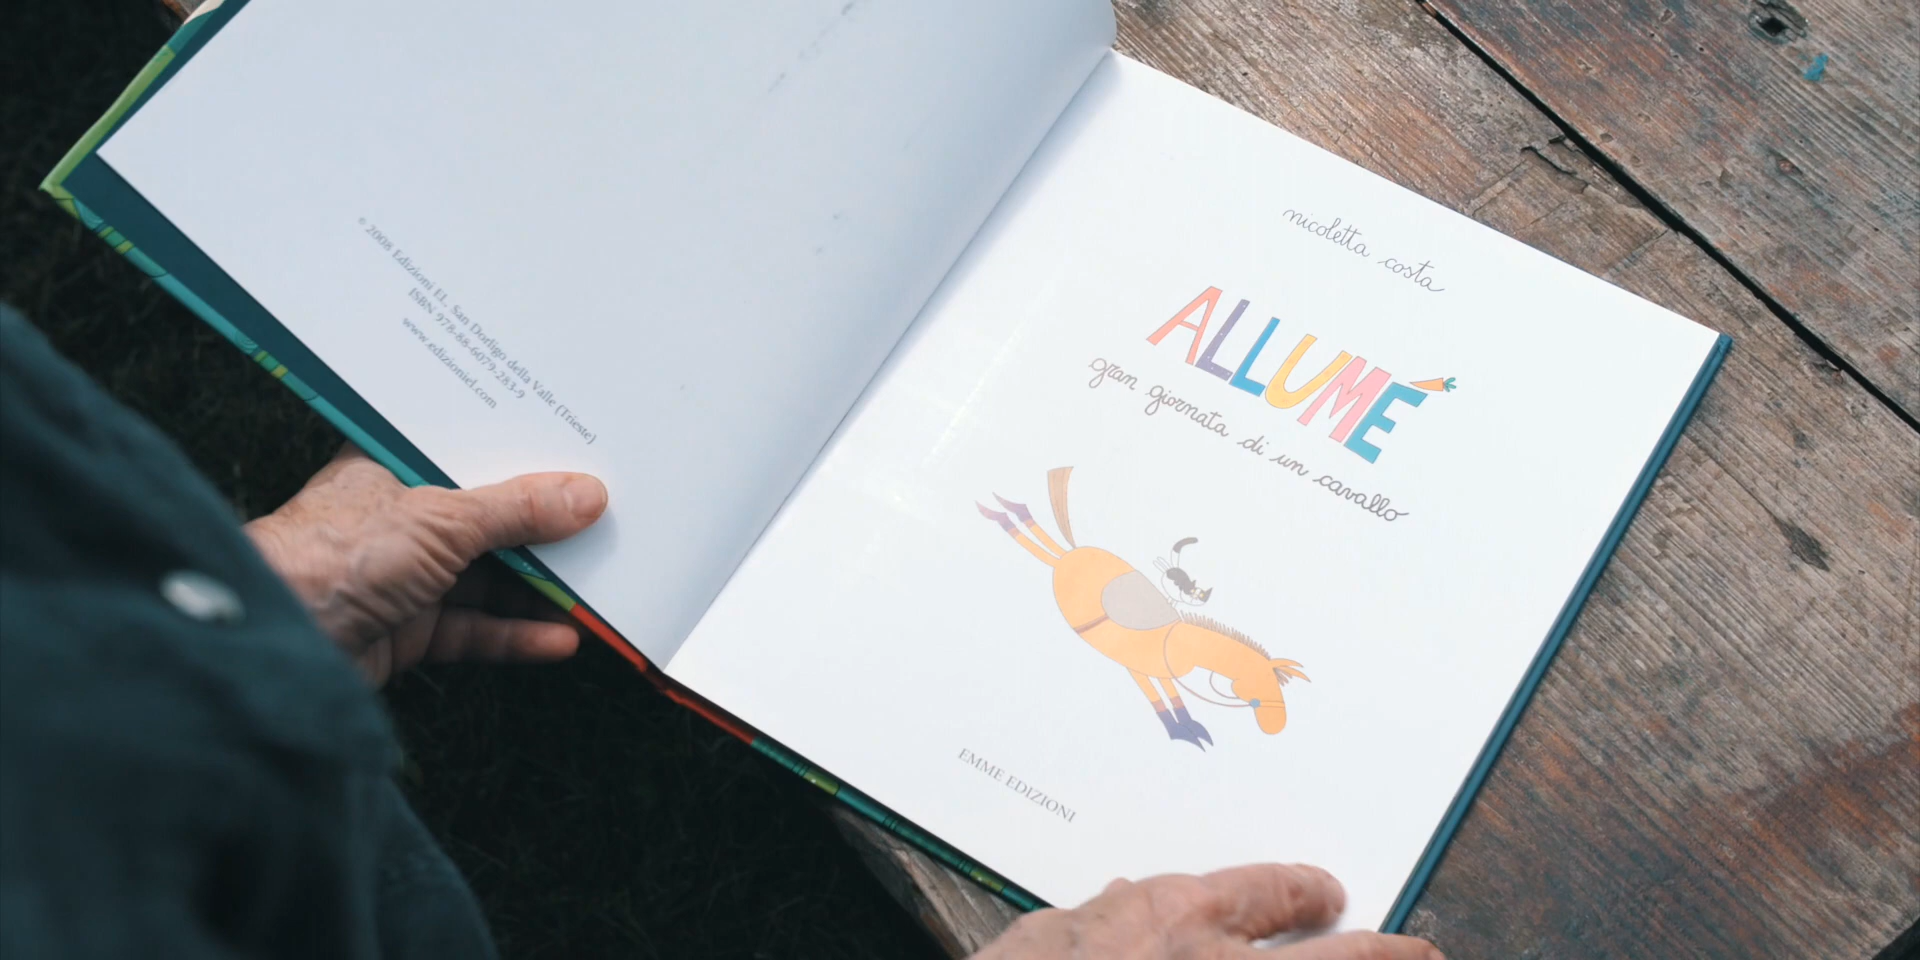 © 2008 Edizioni EL, San Dorligo della Valle (Trieste)
ISBN 978-88-6079-283-9
www.edizioniel.com
nicoletta costa
ALLUMÉ
gran giornata di un cavallo
EMME EDIZIONI